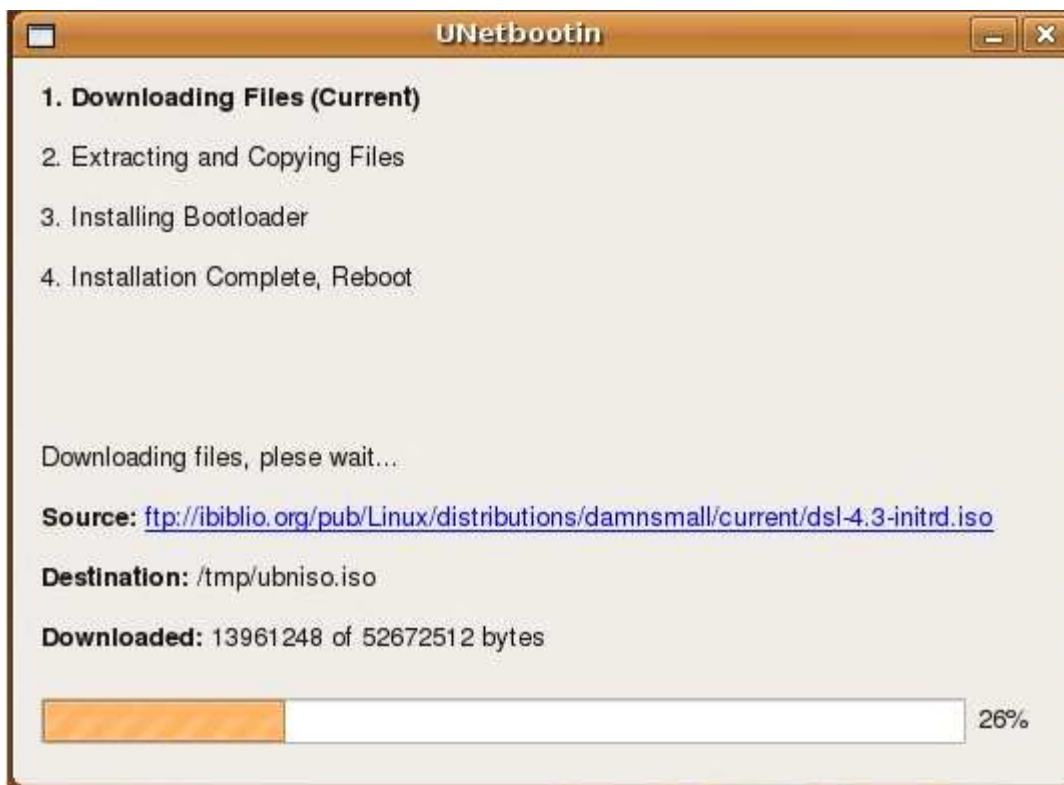 UNetbootin
1. Downloading Files (Current)
2. Extracting and Copying Files
3. Installing Bootloader
4. Installation Complete, Reboot
Downloading files, plese wait...
Source: ftp://ibiblio.org/pub/Linux/distributions/damnsmall/current/dsl-4.3-initrd.iso
Destination: /tmp/ubniso.iso
Downloaded: 13961248 of 52672512 bytes
26%